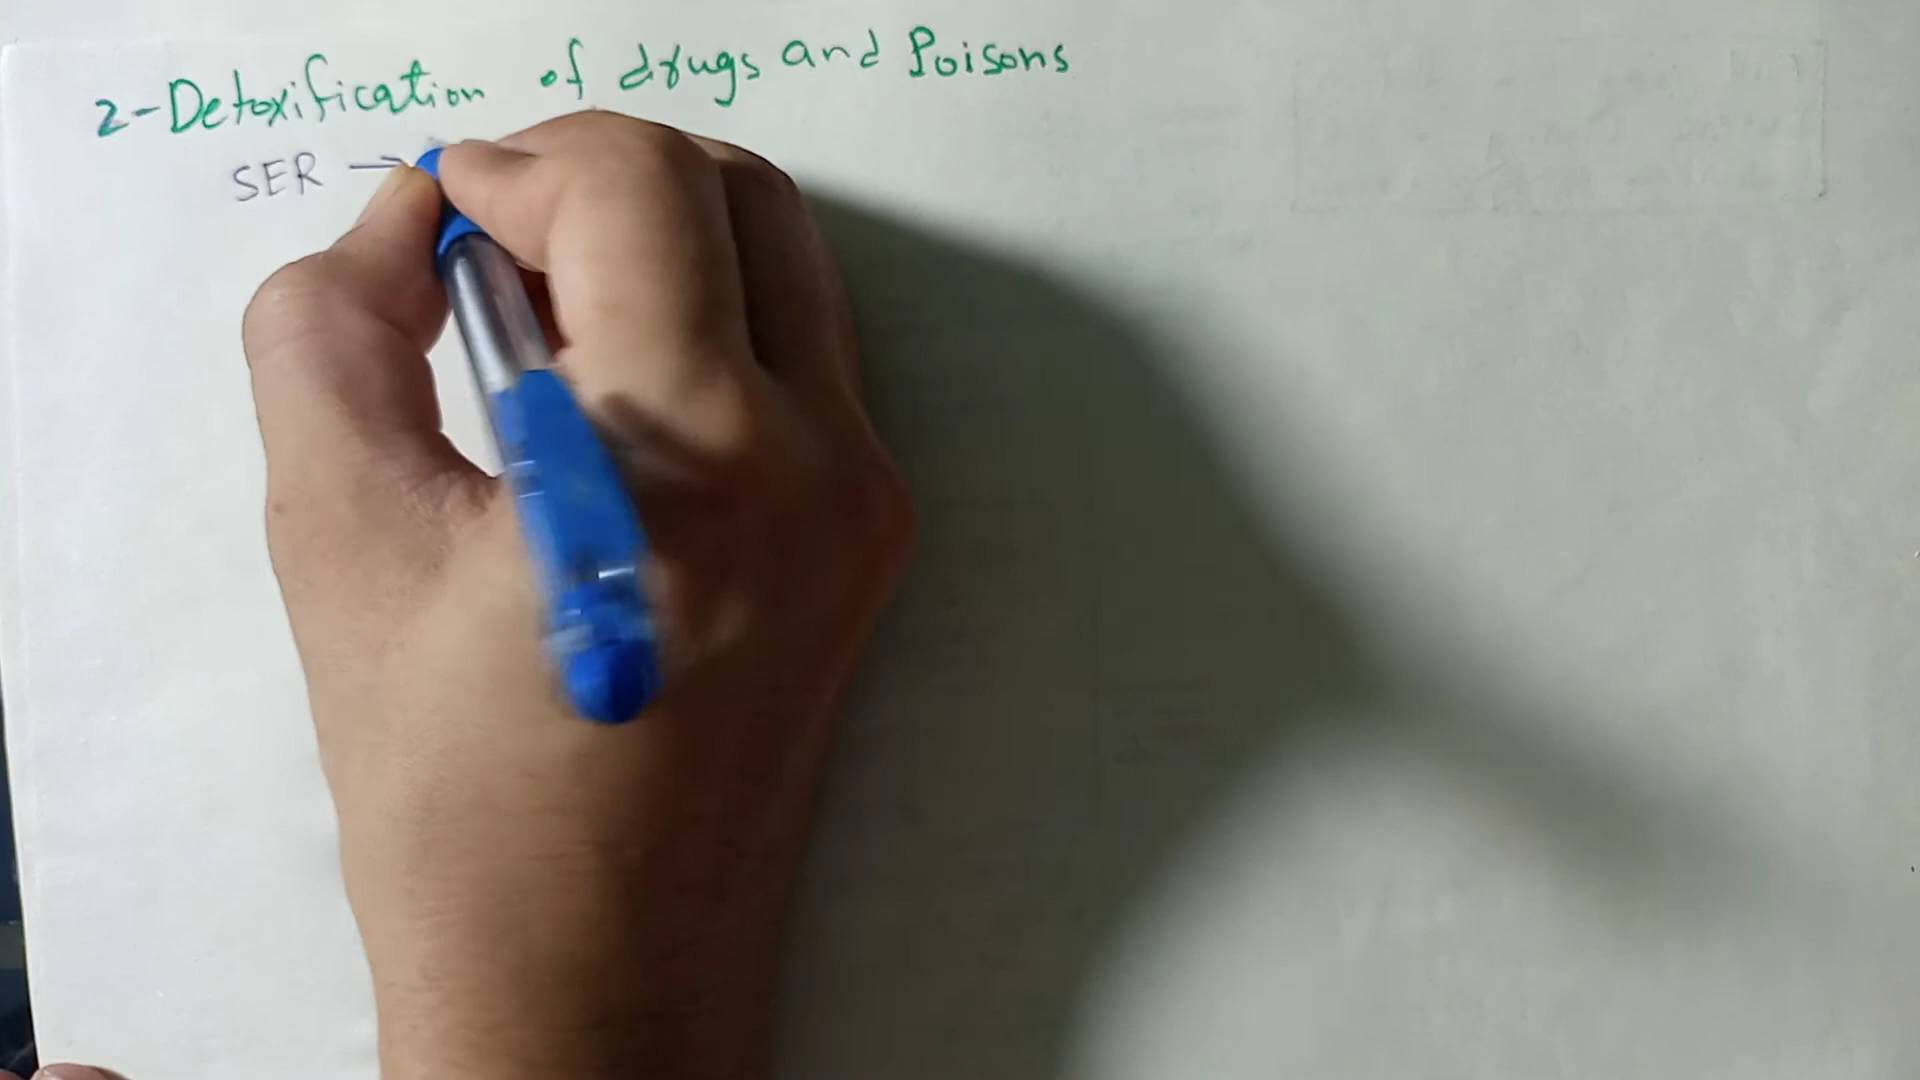 2-Detoxification of drugs and Poisons
SER →